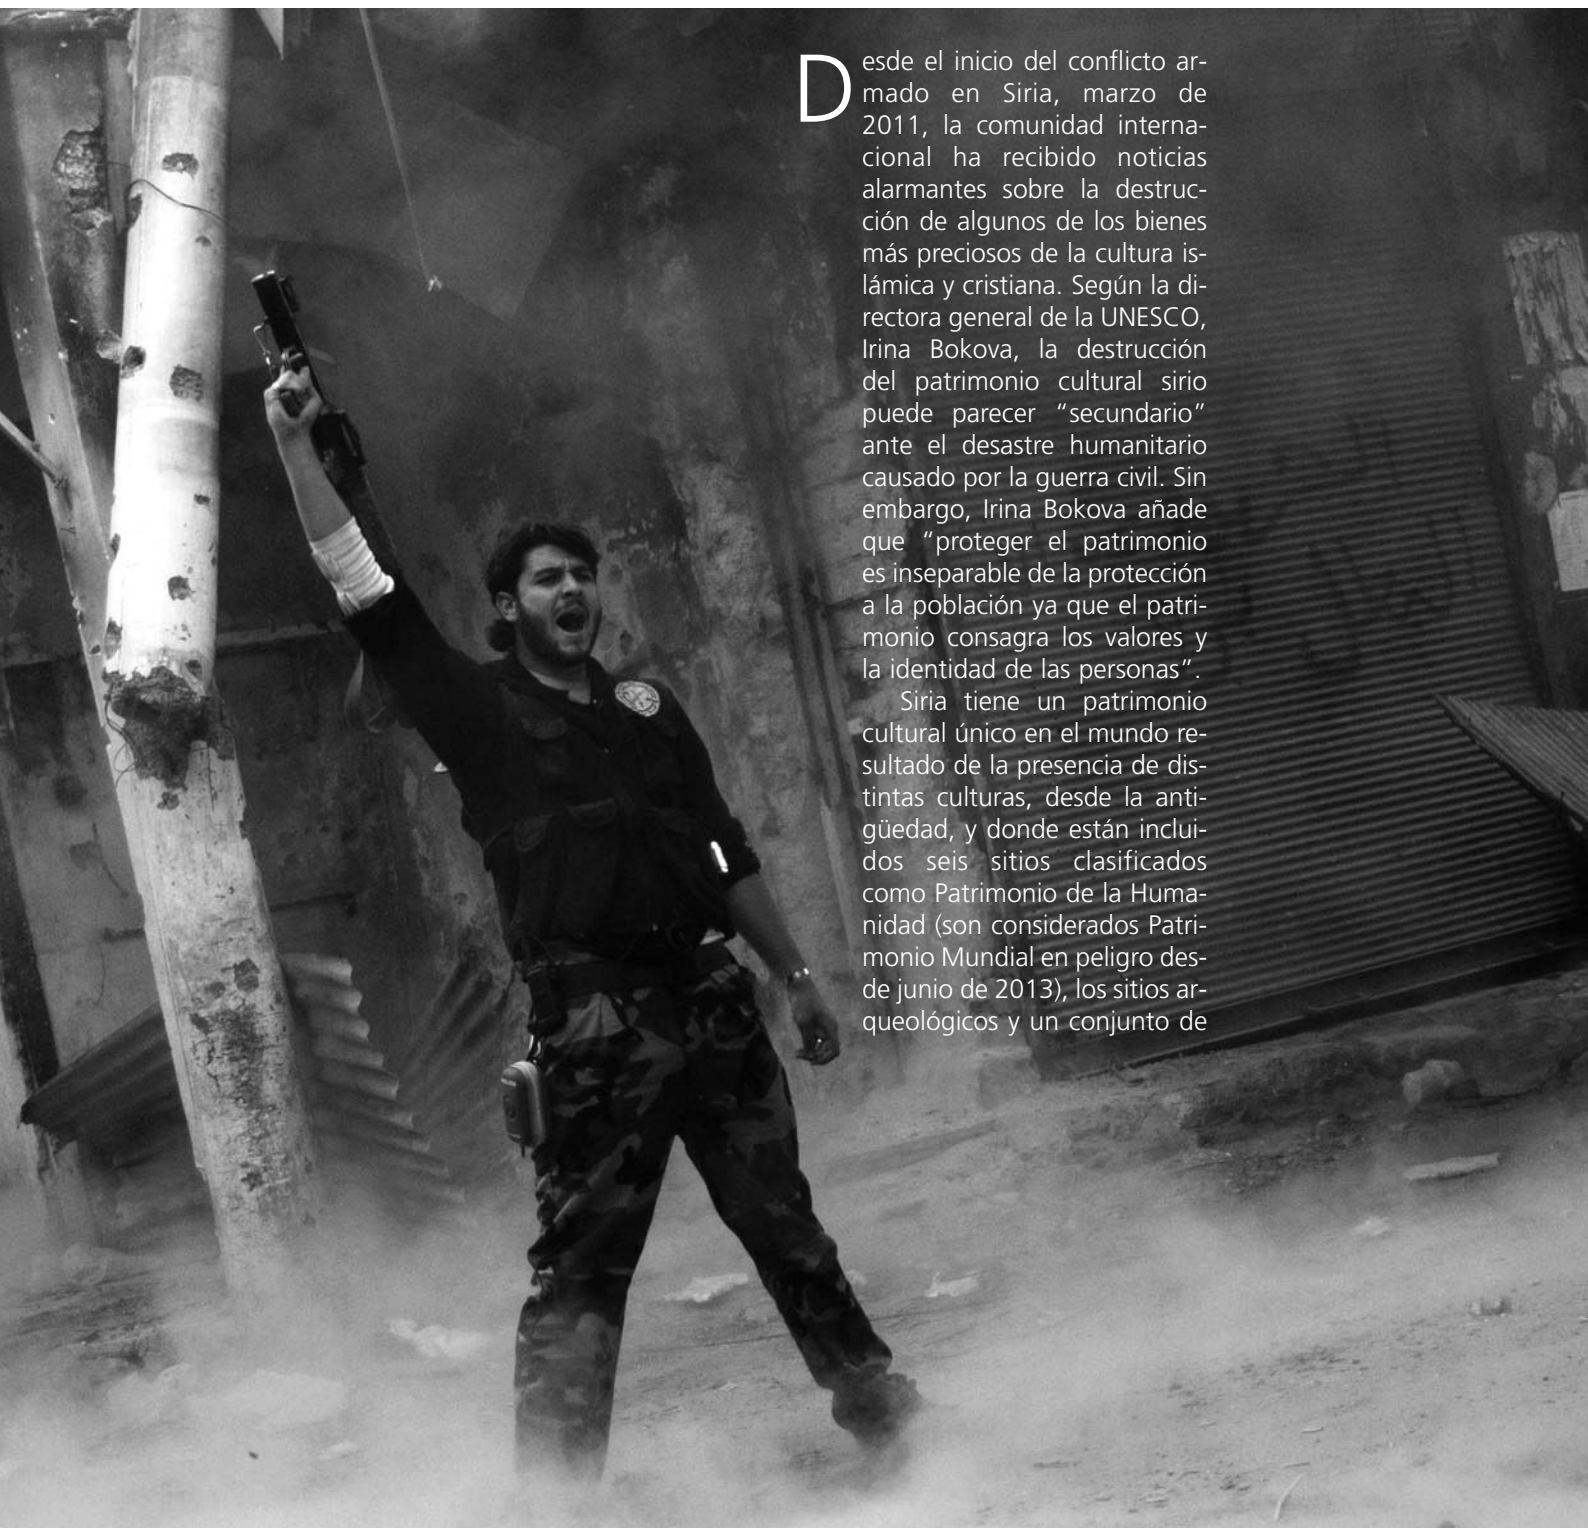 Desde el inicio del conflicto ar-
mado en Siria, marzo de
2011, la comunidad interna-
cional ha recibido noticias
alarmantes sobre la destruc-
ción de algunos de los bienes
más preciosos de la cultura is-
lámica y cristiana. Según la di-
rectora general de la UNESCO,
Irina Bokova, la destrucción
del patrimonio cultural sirio
puede parecer “secundario”
ante el desastre humanitario
causado por la guerra civil. Sin
embargo, Irina Bokova añade
que “proteger el patrimonio
es inseparable de la protección
a la población ya que el patri-
monio consagra los valores y
la identidad de las personas”.
Siria tiene un patrimonio
cultural único en el mundo re-
sultado de la presencia de dis-
tintas culturas, desde la anti-
güedad, y donde están inclui-
dos seis sitios clasificados
como Patrimonio de la Huma-
nidad (son considerados Patri-
monio Mundial en peligro des-
de junio de 2013), los sitios ar-
queológicos y un conjunto de